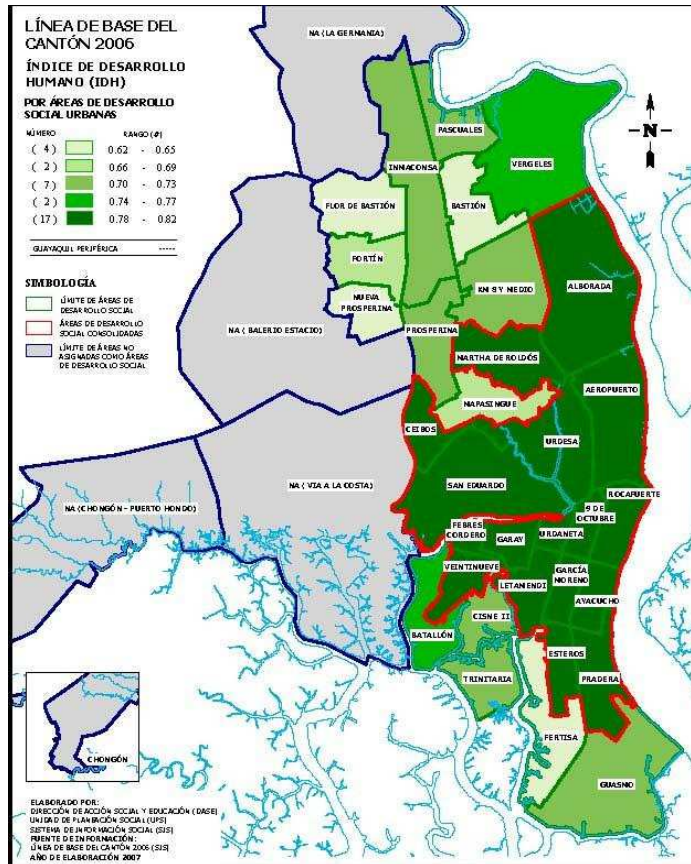 LÍNEA DE BASE DEL
CANTÓN 2006
ÍNDICE DE DESARROLLO
HUMANO (IDH)
POR ÁREAS DE DESARROLLO
SOCIAL URBANAS
NÚMERO RANGO (#)
( 4 ) 0.62 - 0.65
( 2 ) 0.66 - 0.69
( 7 ) 0.70 - 0.73
( 2 ) 0.74 - 0.77
(17) 0.78 - 0.82
GUAYAQUIL PERIFÉRICA -----
SIMBOLOGÍA
LÍMITE DE ÁREAS DE
DESARROLLO SOCIAL
ÁREAS DE DESARROLLO
SOCIAL CONSOLIDADAS
LÍMITE DE ÁREAS NO
ASIGNADAS COMO ÁREAS
DE DESARROLLO SOCIAL
NA (LA GERMANIA)
N
PASCUALES
INMACONSA
VERGELES
FLOR DE BASTIÓN
BASTIÓN
FORTÍN
KM 8 Y MEDIO
ALBORADA
NUEVA
PROSPERINA
NA ( BALERIO ESTACIO)
PROSPERINA
MARTHA DE ROLDÓS
MAPASINGUE
AEROPUERTO
CEIBOS
URDESA
NA (VIA A LA COSTA)
SAN EDUARDO
NA (CHONGÓN - PUERTO HONDO)
ROCAFUERTE
9 DE
OCTUBRE
FEBRES
CORDERO
GARAY
URDANETA
VEINTINUEVE
GARCÍA
MORENO
LETAMENDI
AYACUCHO
CISNE II
BATALLÓN
ESTEROS
TRINITARIA
PRADERA
FERTISA
GUASMO
CHONGÓN
ELABORADO POR:
DIRECCIÓN DE ACCIÓN SOCIAL Y EDUCACIÓN (DASE)
UNIDAD DE PLANEACIÓN SOCIAL (UPS)
SISTEMA DE INFORMACIÓN SOCIAL (SIS)
FUENTE DE INFORMACIÓN:
LÍNEA DE BASE DEL CANTÓN 2006 (SIS)
AÑO DE ELABORACIÓN 2007